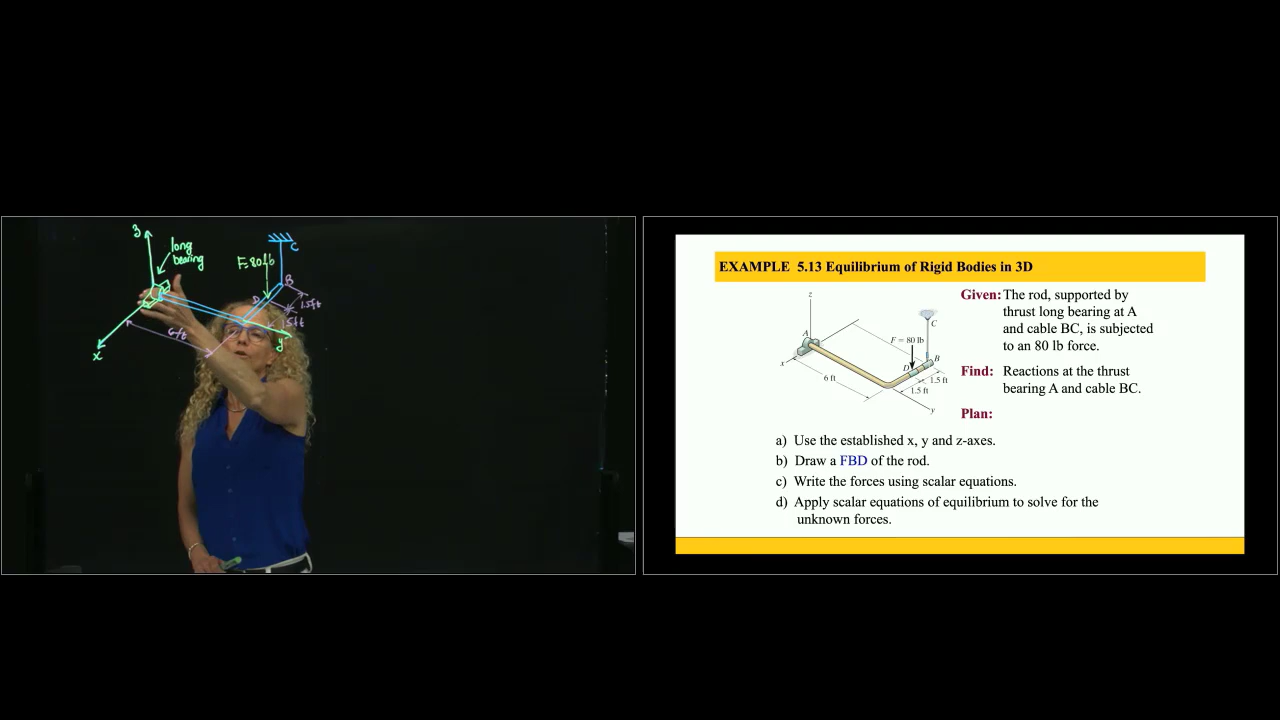 z
long
bearing
C
F=80lb
B
D
1.5ft
1.5ft
6ft
x
y
EXAMPLE 5.13 Equilibrium of Rigid Bodies in 3D
Given: The rod, supported by
thrust long bearing at A
and cable BC, is subjected
to an 80 lb force.
Find: Reactions at the thrust
bearing A and cable BC.
Plan:
z
C
A
F = 80 lb
B
D
x
6 ft
1.5 ft
1.5 ft
y
a) Use the established x, y and z-axes.
b) Draw a FBD of the rod.
c) Write the forces using scalar equations.
d) Apply scalar equations of equilibrium to solve for the
unknown forces.